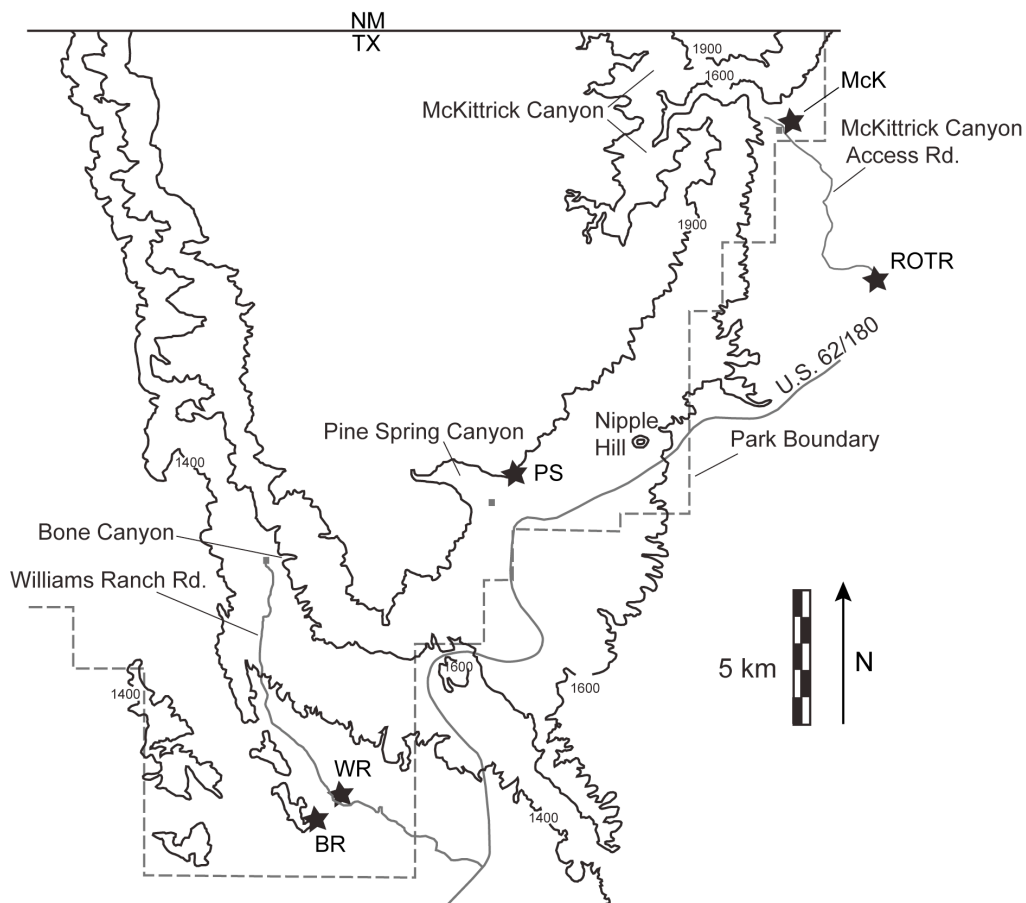 NM
TX
1900
1600
McK
McKittrick Canyon
McKittrick Canyon
Access Rd.
1900
ROTR
U.S. 62/180
Nipple
Hill
Pine Spring Canyon
Park Boundary
1400
PS
Bone Canyon
Williams Ranch Rd.
5 km
N
1600
1600
1400
WR
1400
BR